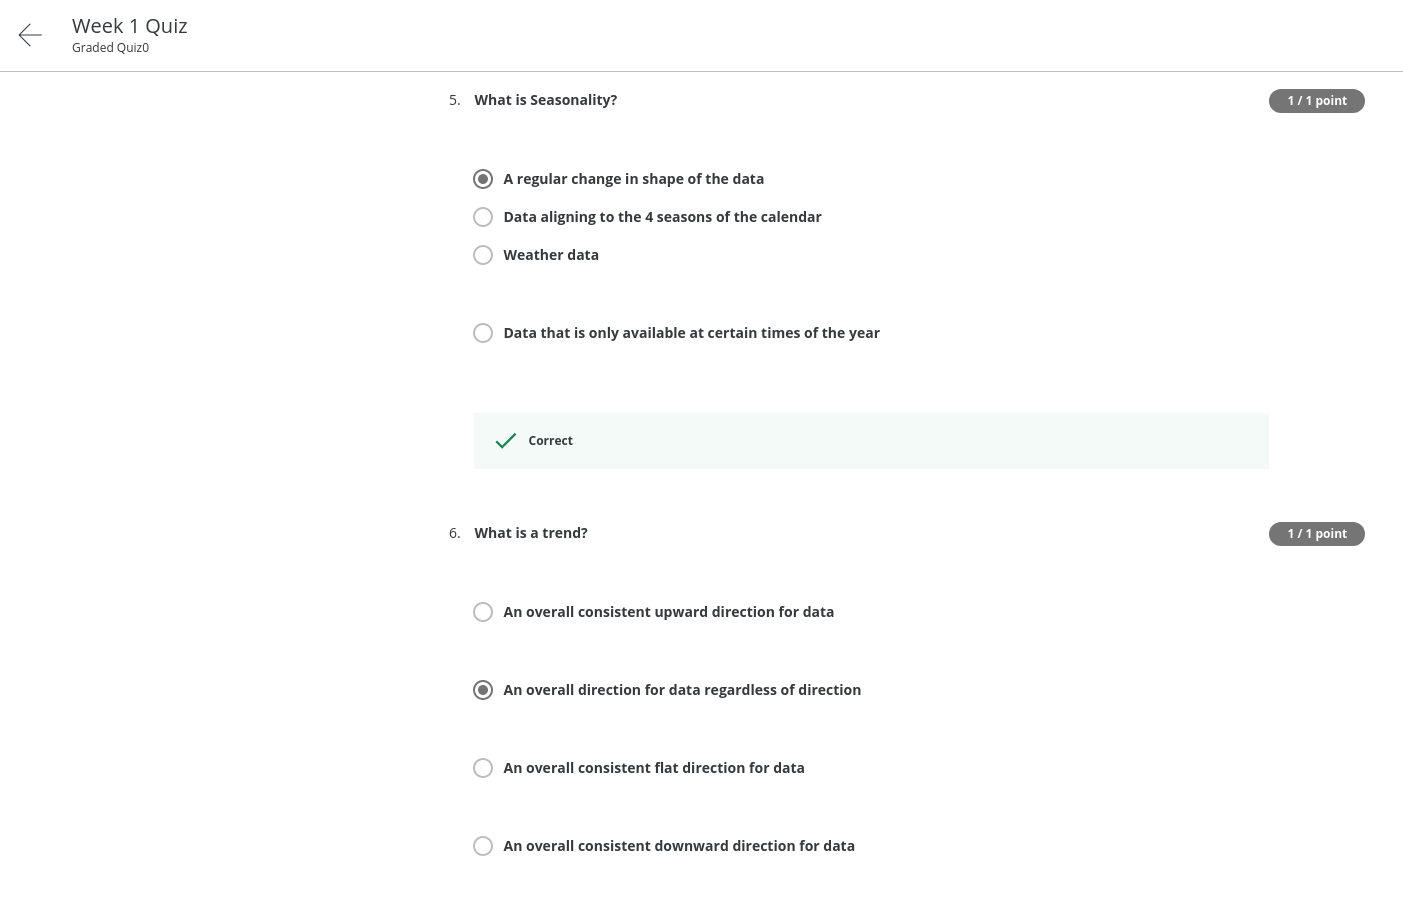 Week 1 Quiz
Graded Quiz0
5. What is Seasonality?
1 / 1 point
A regular change in shape of the data
Data aligning to the 4 seasons of the calendar
Weather data
Data that is only available at certain times of the year
Correct
6. What is a trend?
1 / 1 point
An overall consistent upward direction for data
An overall direction for data regardless of direction
An overall consistent flat direction for data
An overall consistent downward direction for data